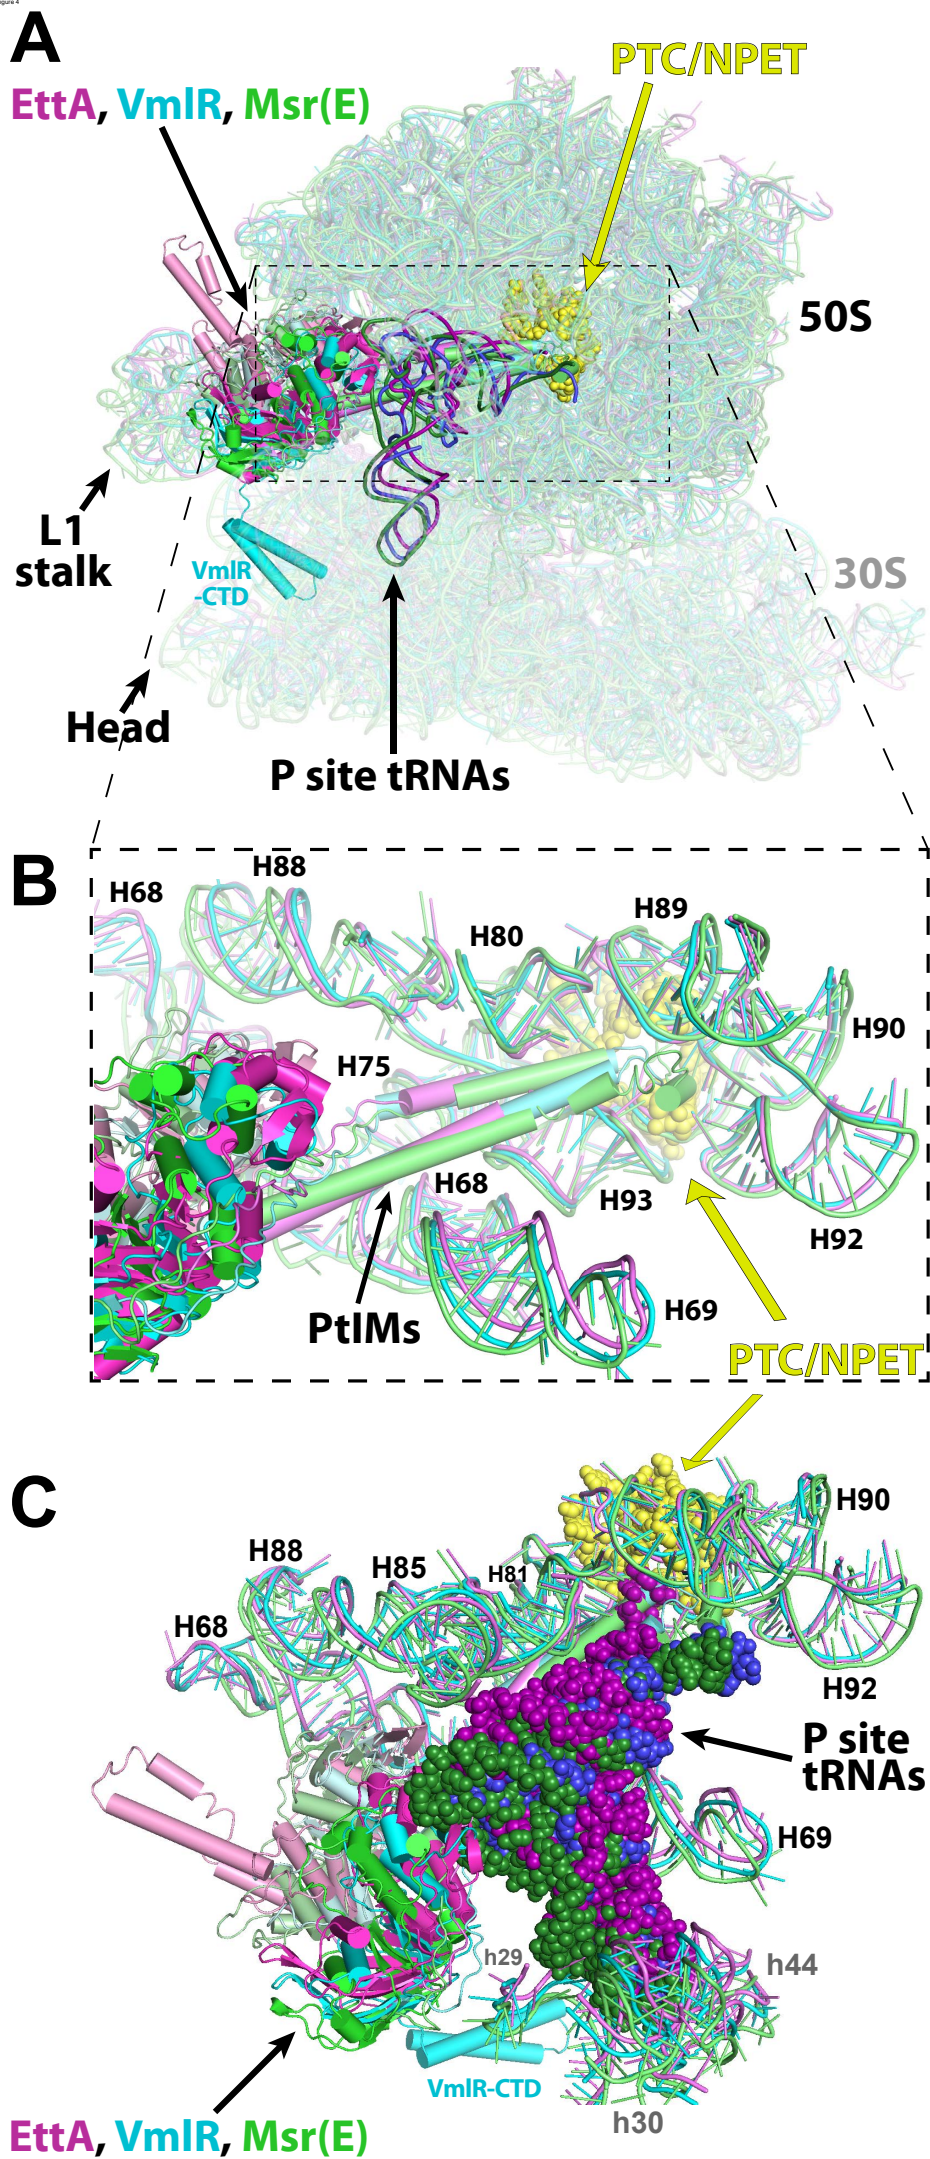 Figure 4
A
PTC/NPET
EttA, VmlR, Msr(E)
50S
L1
stalk
VmlR
-CTD
30S
Head
P site tRNAs
B
H88
H68
H89
H80
H90
H75
H68
H93
H92
PtIMs
H69
PTC/NPET
C
H90
H88
H85
H81
H68
H92
P site
tRNAs
H69
h29
h44
VmlR-CTD
h30
EttA, VmlR, Msr(E)